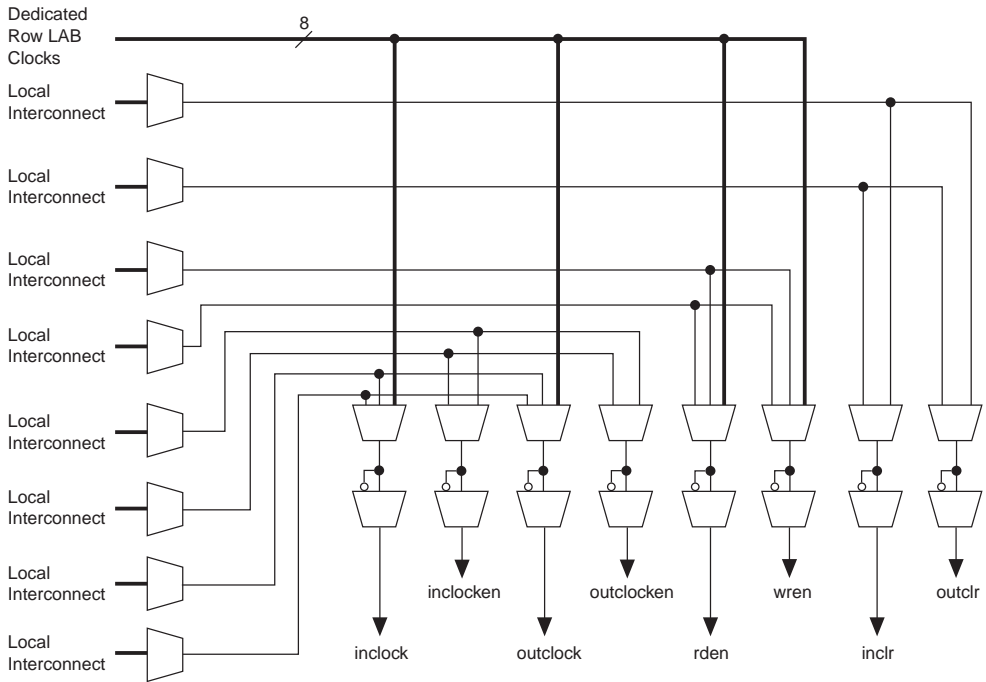 Dedicated
Row LAB
Clocks
8
Local
Interconnect
Local
Interconnect
Local
Interconnect
Local
Interconnect
Local
Interconnect
Local
Interconnect
Local
Interconnect
Local
Interconnect
inclocken
outclocken
wren
outclr
inclock
outclock
rden
inclr